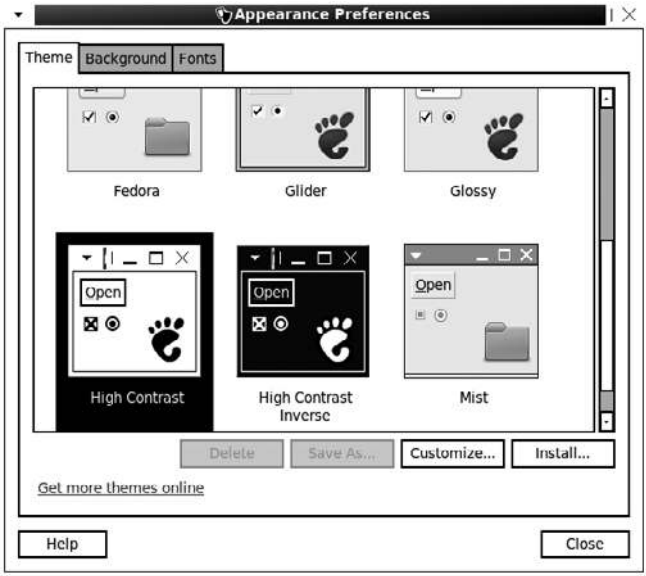 Appearance Preferences
Theme Background Fonts
Fedora Glider Glossy
Open Open Open
High Contrast High Contrast Mist
Inverse
Delete Save As... Customize... Install...
Get more themes online
Help Close